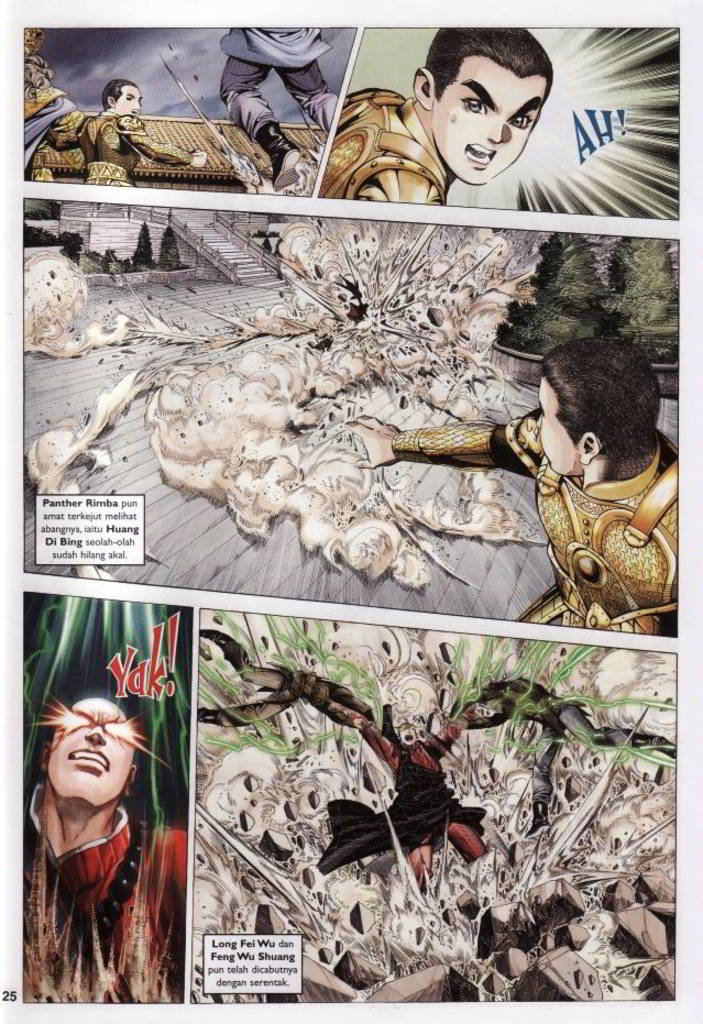 AH!
Panther Rimba pun
amat terkejut melihat
abangnya, iaitu Huang
Di Bing seolah-olah
sudah hilang akal.
Yak!
Long Fei Wu dan
Feng Wu Shuang
pun telah dicabutnya
dengan serentak.
25